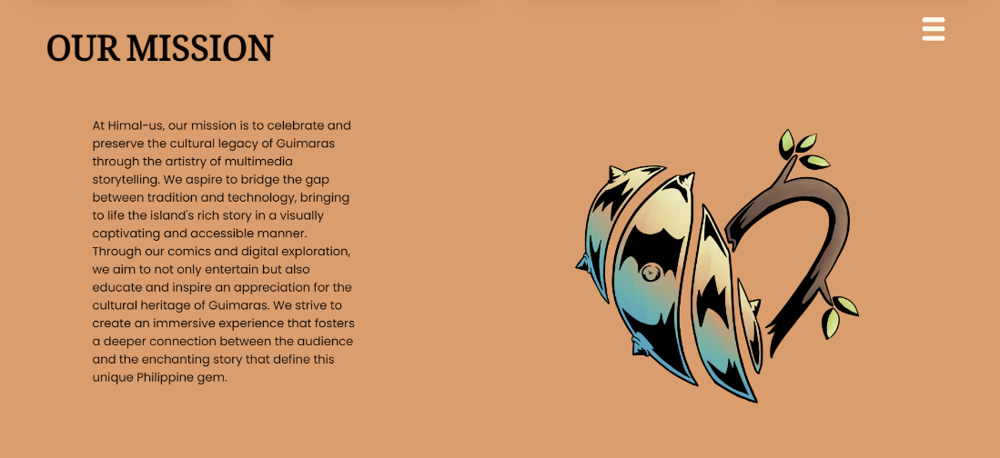 OUR MISSION
At Himal-us, our mission is to celebrate and
preserve the cultural legacy of Guimaras
through the artistry of multimedia
storytelling. We aspire to bridge the gap
between tradition and technology, bringing
to life the island's rich story in a visually
captivating and accessible manner.
Through our comics and digital exploration,
we aim to not only entertain but also
educate and inspire an appreciation for the
cultural heritage of Guimaras. We strive to
create an immersive experience that fosters
a deeper connection between the audience
and the enchanting story that define this
unique Philippine gem.